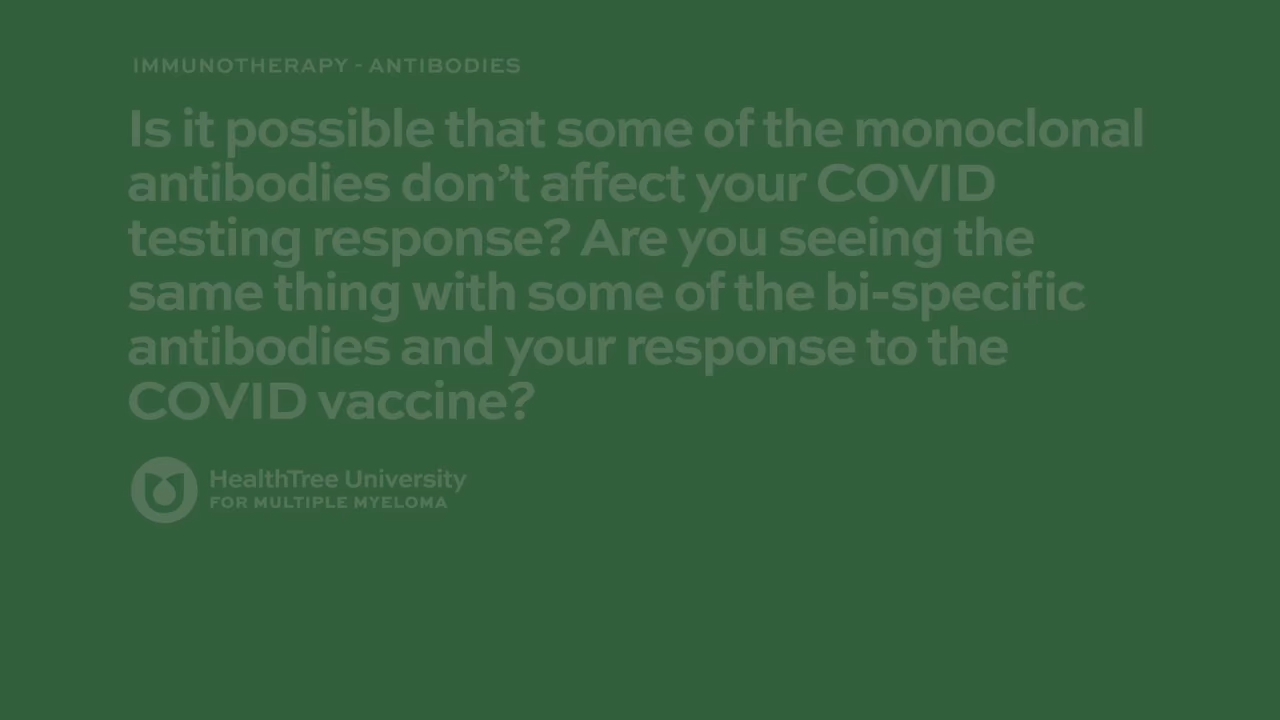 IMMUNOTHERAPY - ANTIBODIES
Is it possible that some of the monoclonal
antibodies don’t affect your COVID
testing response? Are you seeing the
same thing with some of the bi-specific
antibodies and your response to the
COVID vaccine?
HealthTree University
FOR MULTIPLE MYELOMA